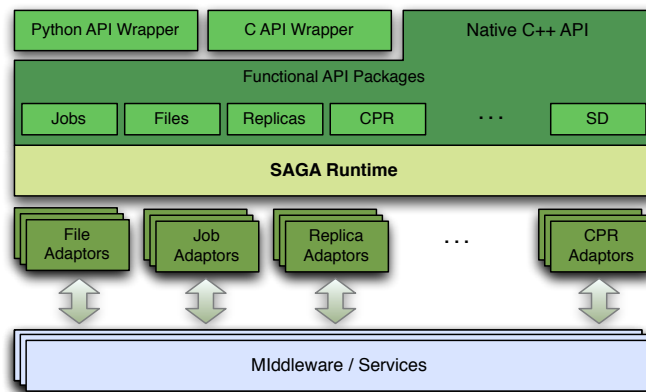 Python API Wrapper C API Wrapper Native C++ API
Functional API Packages
Jobs Files Replicas CPR ... SD
SAGA Runtime
File Adaptors
Job Adaptors
Replica Adaptors
...
CPR Adaptors
MIddleware / Services